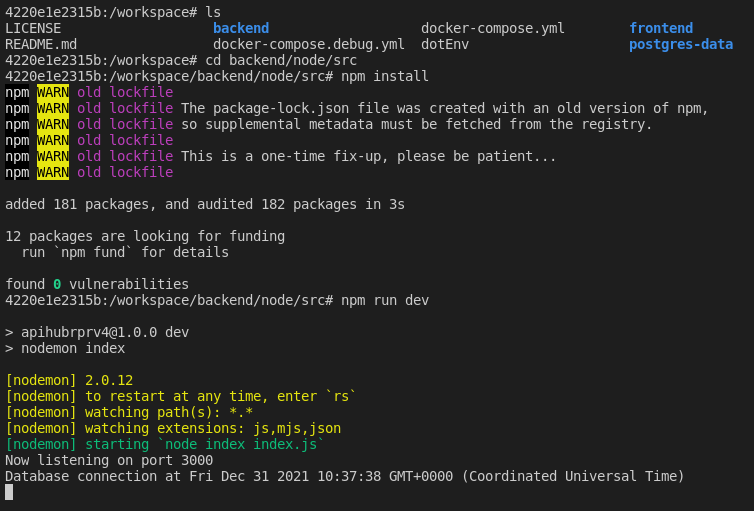 4220e1e2315b:/workspace# ls
LICENSE backend docker-compose.yml frontend
README.md docker-compose.debug.yml dotEnv postgres-data
4220e1e2315b:/workspace# cd backend/node/src
4220e1e2315b:/workspace/backend/node/src# npm install
npm WARN old lockfile
npm WARN old lockfile The package-lock.json file was created with an old version of npm,
npm WARN old lockfile so supplemental metadata must be fetched from the registry.
npm WARN old lockfile
npm WARN old lockfile This is a one-time fix-up, please be patient...
npm WARN old lockfile
added 181 packages, and audited 182 packages in 3s
12 packages are looking for funding
run `npm fund` for details
found 0 vulnerabilities
4220e1e2315b:/workspace/backend/node/src# npm run dev
> apihubrprv4@1.0.0 dev
> nodemon index
[nodemon] 2.0.12
[nodemon] to restart at any time, enter `rs`
[nodemon] watching path(s): *.*
[nodemon] watching extensions: js,mjs,json
[nodemon] starting `node index index.js`
Now listening on port 3000
Database connection at Fri Dec 31 2021 10:37:38 GMT+0000 (Coordinated Universal Time)